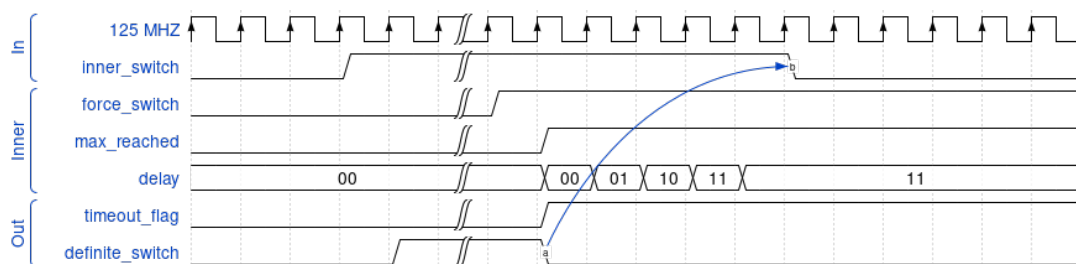 In
125 MHZ
inner_switch
b
Inner
force_switch
max_reached
delay
00
00
01
10
11
11
Out
timeout_flag
definite_switch
a